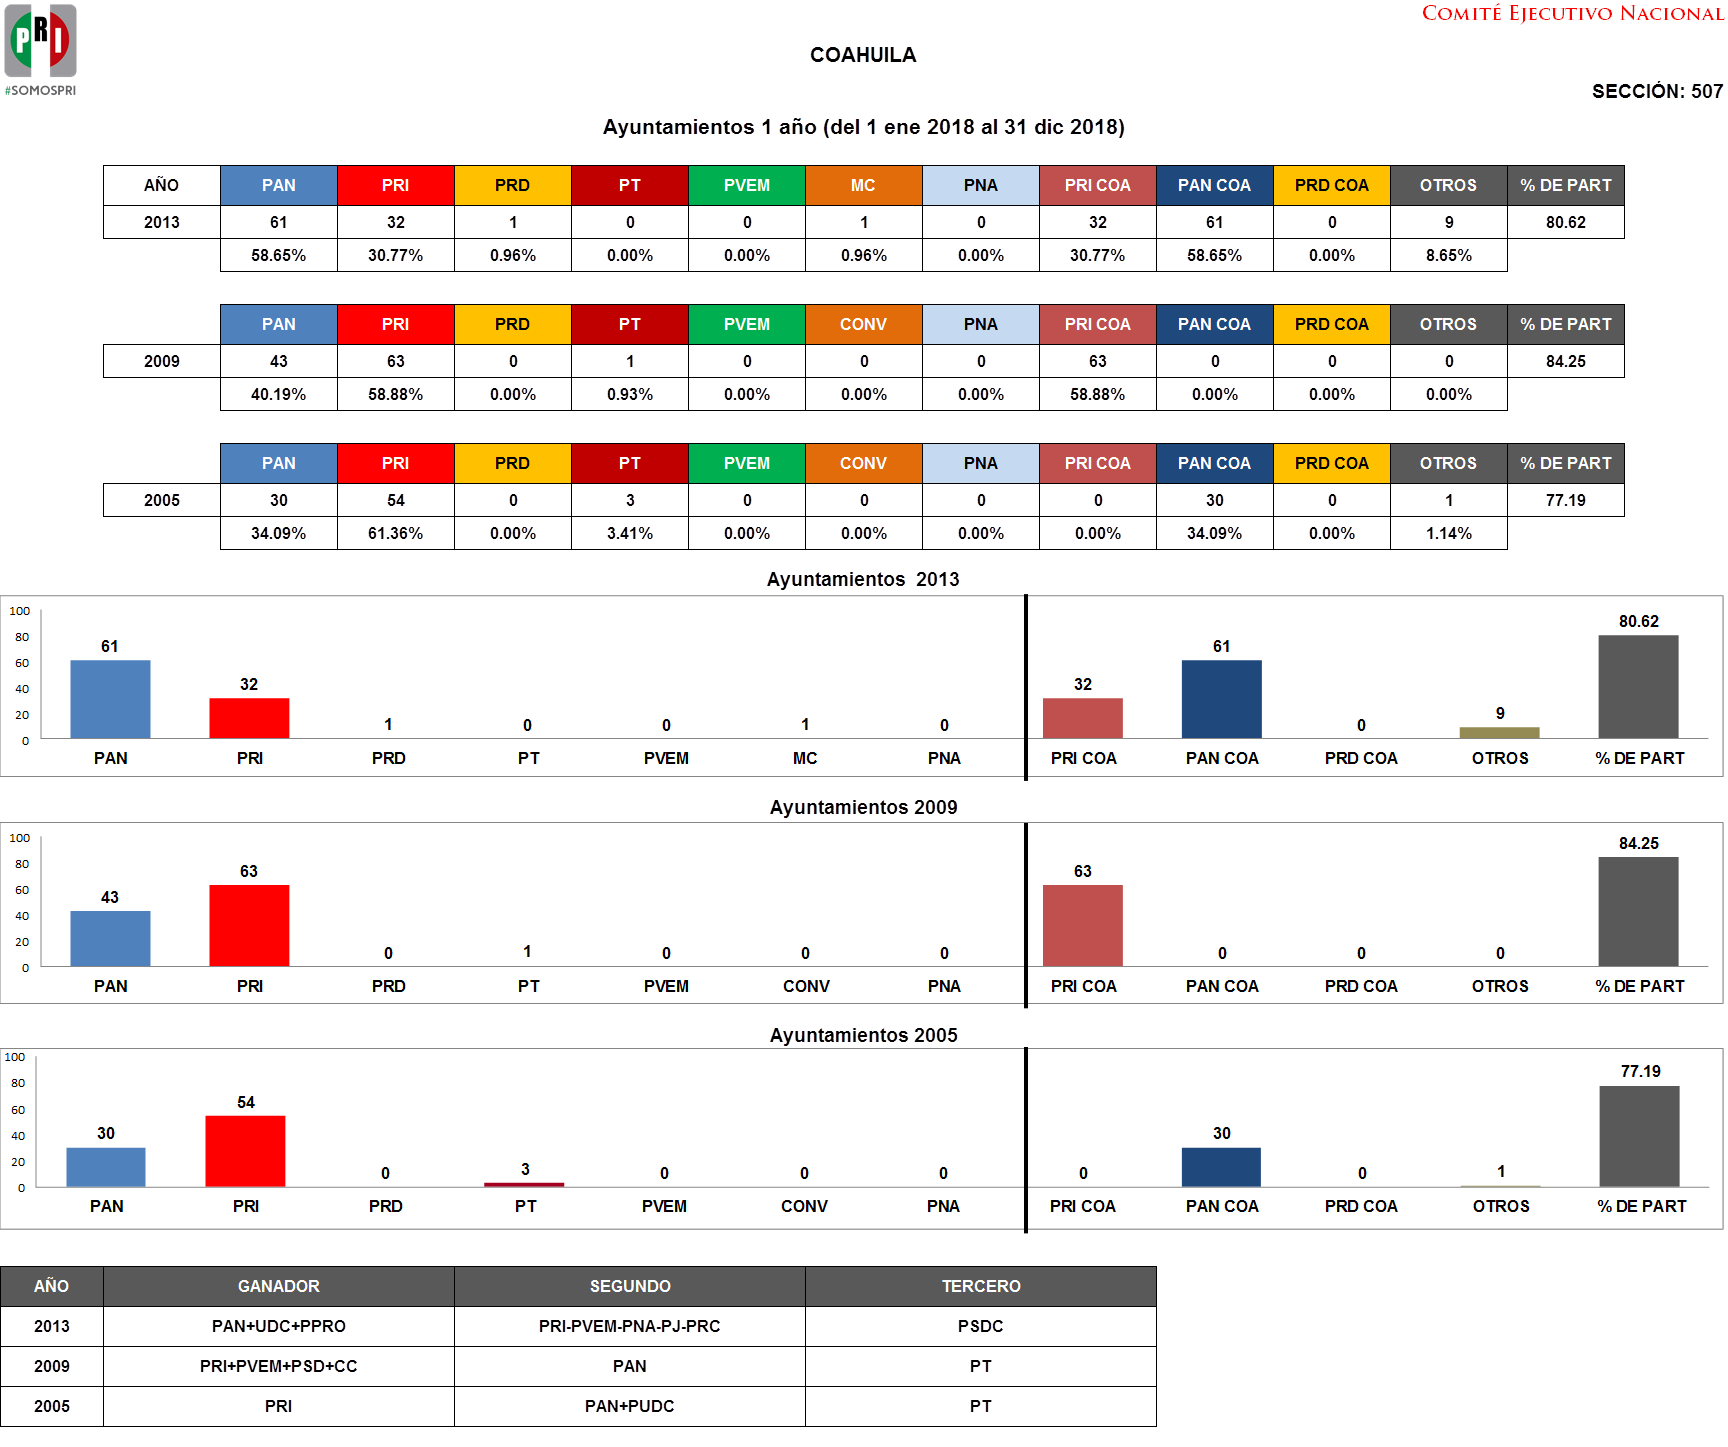 PRI
#SOMOSPRI
COMITÉ EJECUTIVO NACIONAL
COAHUILA
SECCIÓN: 507
Ayuntamientos 1 año (del 1 ene 2018 al 31 dic 2018)
AÑO PAN PRI PRD PT PVEM MC PNA PRI COA PAN COA PRD COA OTROS % DE PART
2013 61 32 1 0 0 1 0 32 61 0 9 80.62
58.65% 30.77% 0.96% 0.00% 0.00% 0.96% 0.00% 30.77% 58.65% 0.00% 8.65%
PAN PRI PRD PT PVEM CONV PNA PRI COA PAN COA PRD COA OTROS % DE PART
2009 43 63 0 1 0 0 0 63 0 0 0 84.25
40.19% 58.88% 0.00% 0.93% 0.00% 0.00% 0.00% 58.88% 0.00% 0.00% 0.00%
PAN PRI PRD PT PVEM CONV PNA PRI COA PAN COA PRD COA OTROS % DE PART
2005 30 54 0 3 0 0 0 0 30 0 1 77.19
34.09% 61.36% 0.00% 3.41% 0.00% 0.00% 0.00% 0.00% 34.09% 0.00% 1.14%
Ayuntamientos 2013
100
80
60
40
20
0
61 32 1 0 0 1 0 32 61 0 9 80.62
PAN PRI PRD PT PVEM MC PNA PRI COA PAN COA PRD COA OTROS % DE PART
Ayuntamientos 2009
100
80
60
40
20
0
43 63 0 1 0 0 0 63 0 0 0 84.25
PAN PRI PRD PT PVEM CONV PNA PRI COA PAN COA PRD COA OTROS % DE PART
Ayuntamientos 2005
100
80
60
40
20
0
30 54 0 3 0 0 0 0 30 0 1 77.19
PAN PRI PRD PT PVEM CONV PNA PRI COA PAN COA PRD COA OTROS % DE PART
AÑO GANADOR SEGUNDO TERCERO
2013 PAN+UDC+PPRO PRI-PVEM-PNA-PJ-PRC PSDC
2009 PRI+PVEM+PSD+CC PAN PT
2005 PRI PAN+PUDC PT